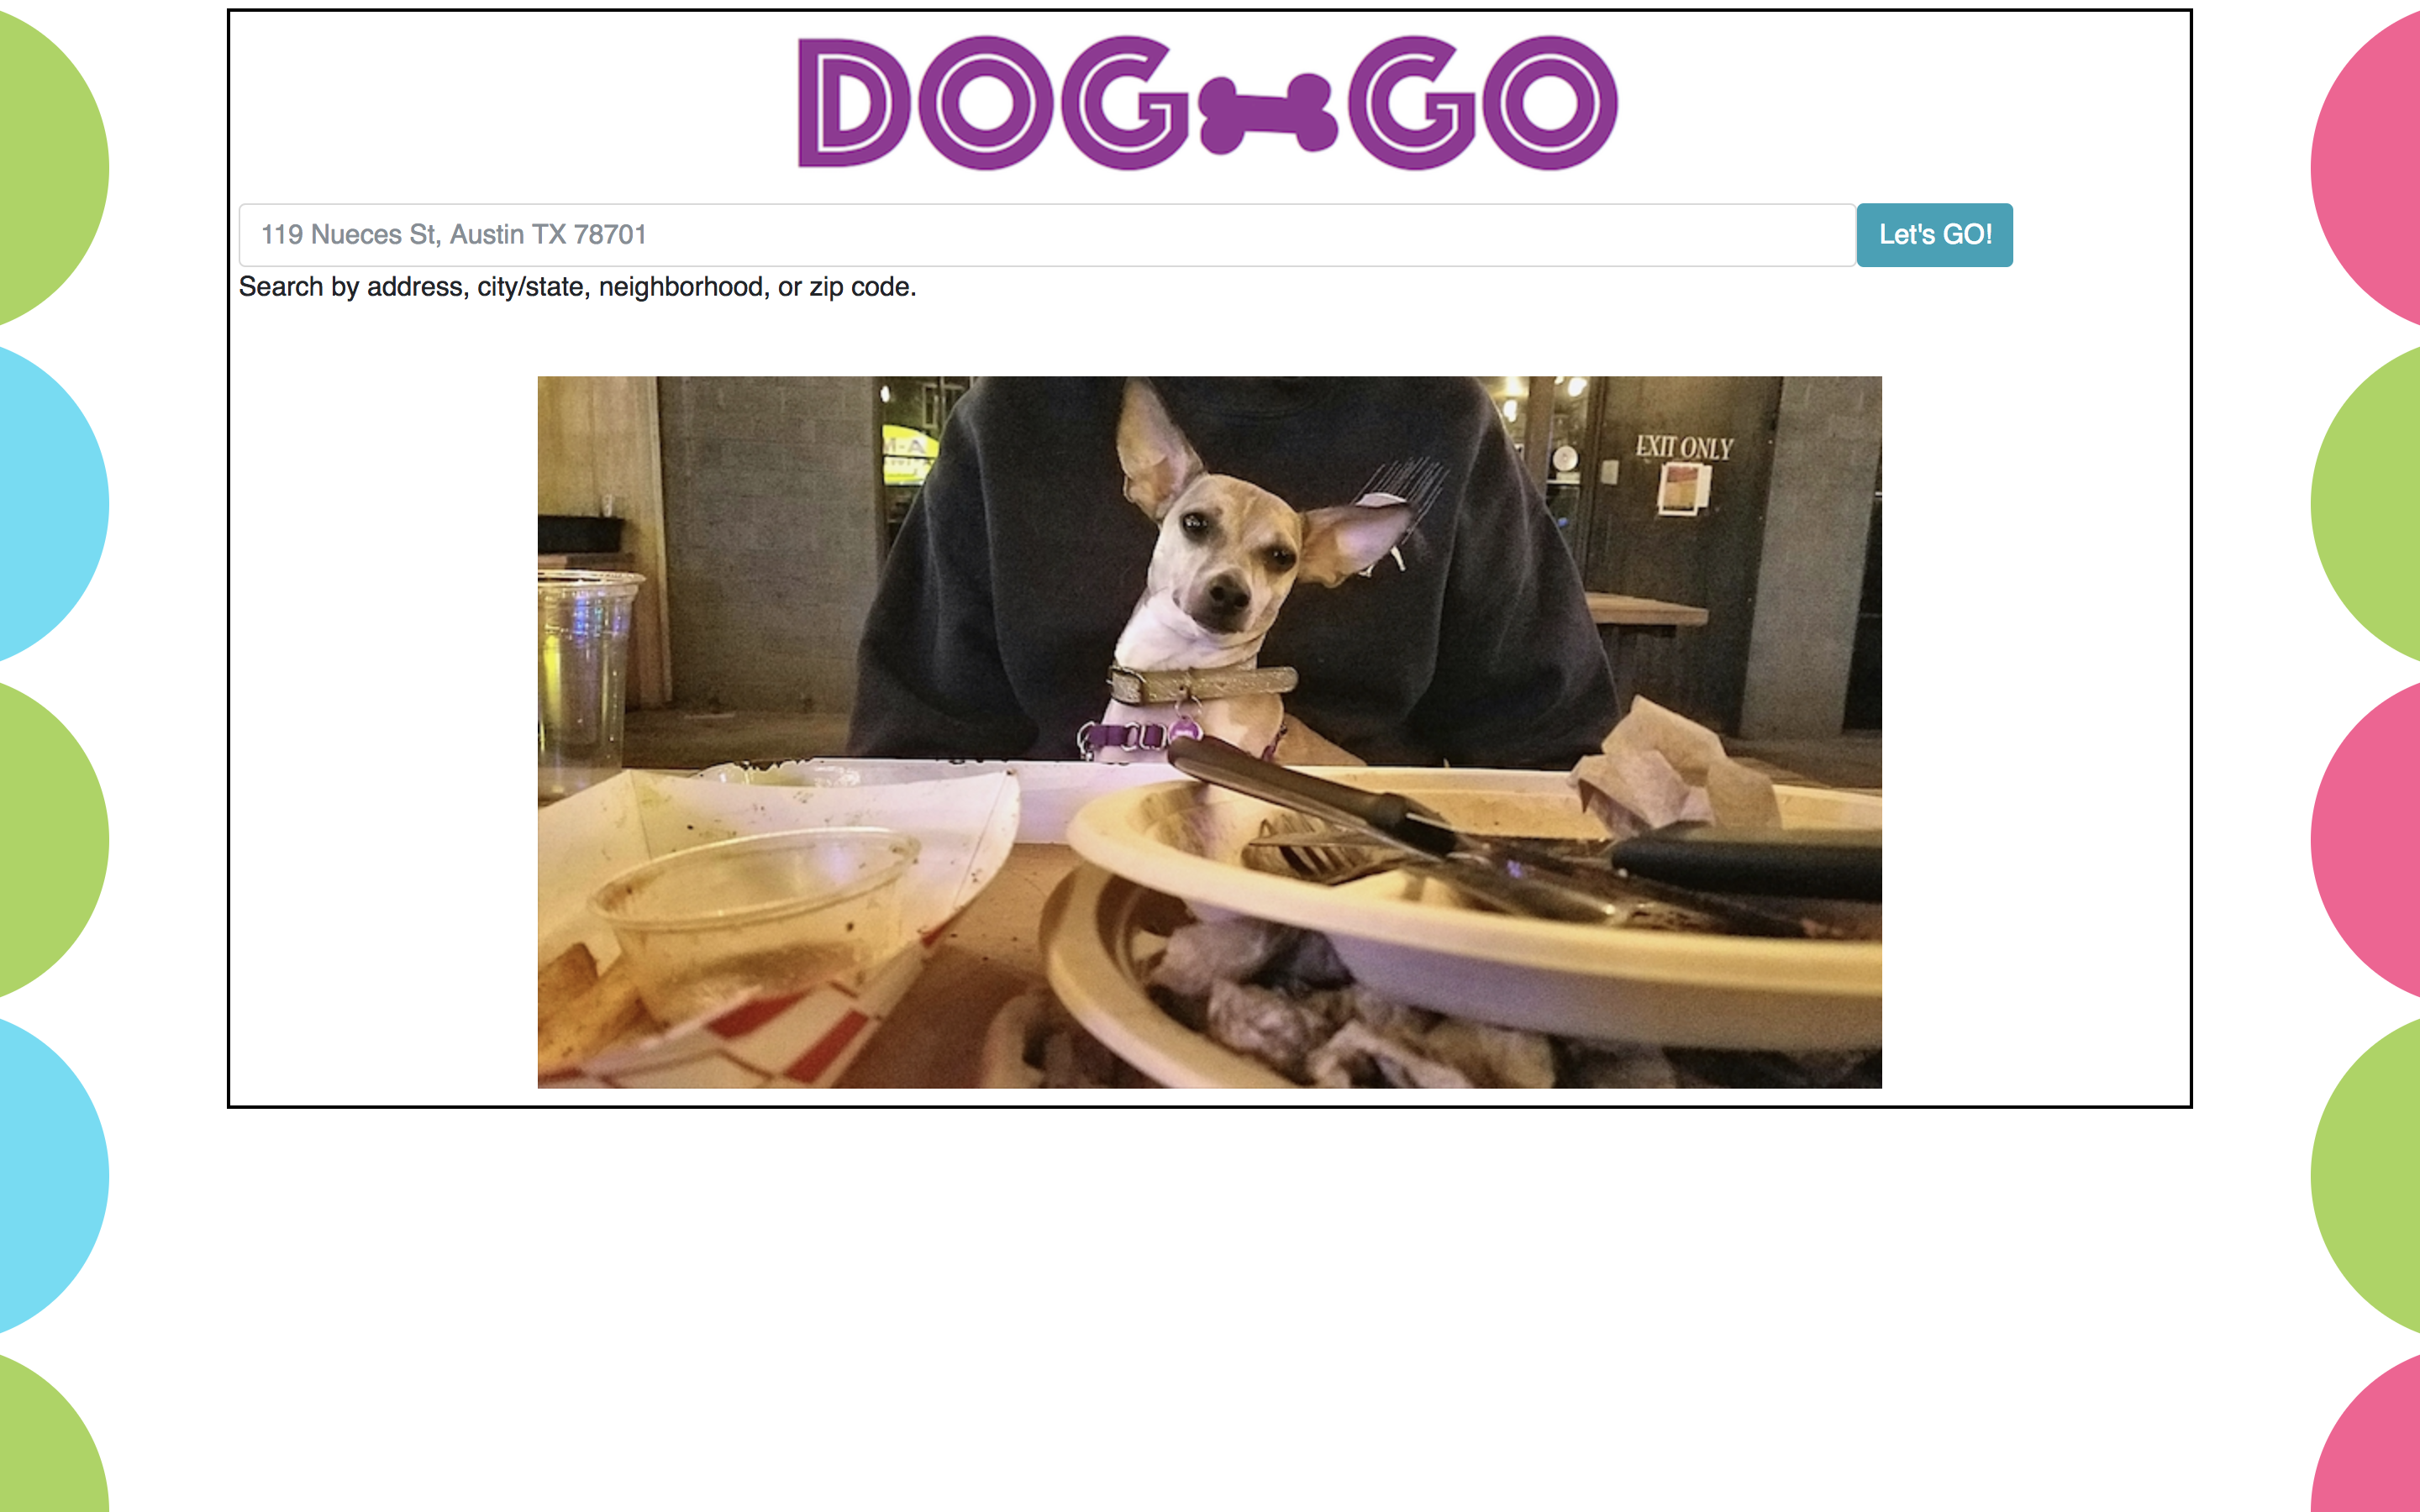 DOG GO
119 Nueces St, Austin TX 78701
Let's GO!
Search by address, city/state, neighborhood, or zip code.
EXIT ONLY